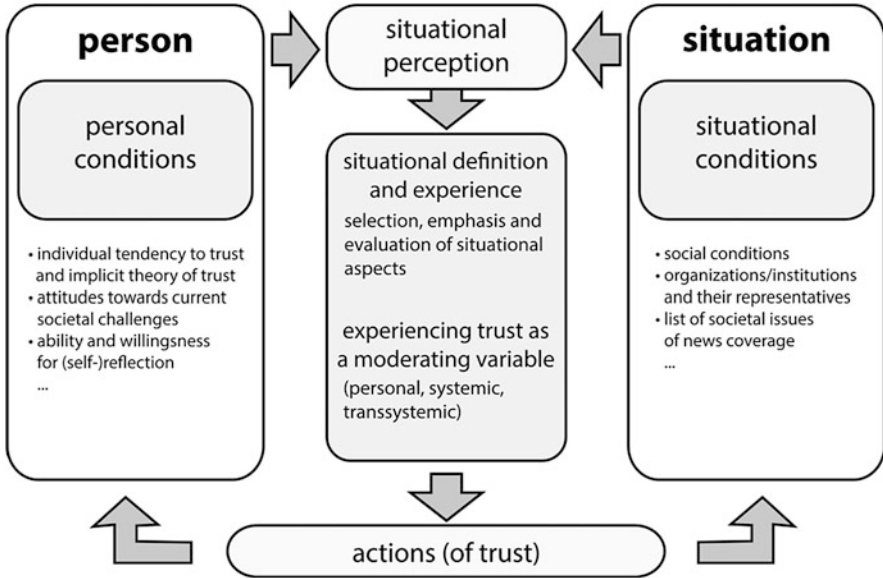 person
personal
conditions
• individual tendency to trust
and implicit theory of trust
• attitudes towards current
societal challenges
• ability and willingsness
for (self-)reflection
...
situational
perception
situational definition
and experience
selection, emphasis and
evaluation of situational
aspects
experiencing trust as
a moderating variable
(personal, systemic,
transsystemic)
situation
situational
conditions
• social conditions
• organizations/institutions
and their representatives
• list of societal issues
of news coverage
...
actions (of trust)